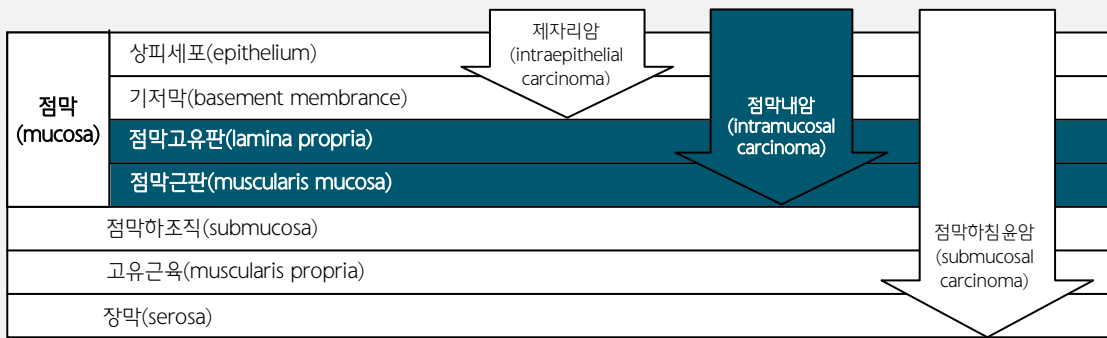 점막
(mucosa)
상피세포(epithelium)
기저막(basement membrance)
점막고유판(lamina propria)
점막근판(muscularis mucosa)
점막하조직(submucosa)
고유근육(muscularis propria)
장막(serosa)
제자리암
(intraepithelial
carcinoma)
점막내암
(intramucosal
carcinoma)
점막하침윤암
(submucosal
carcinoma)